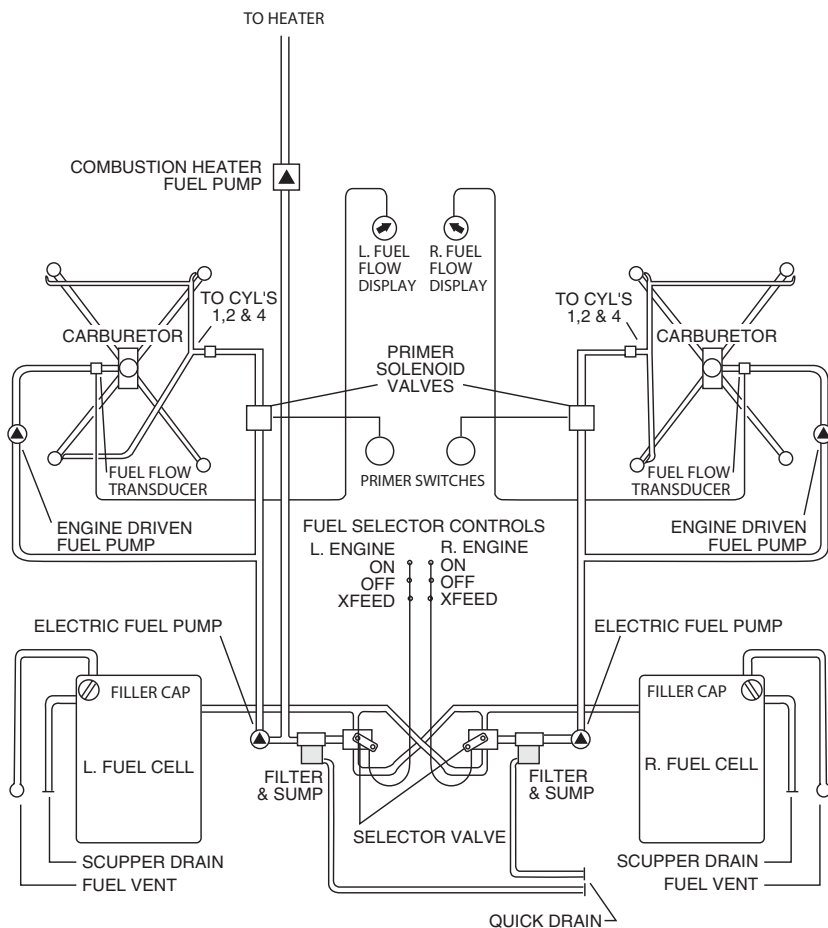 TO HEATER
COMBUSTION HEATER
FUEL PUMP
L. FUEL
FLOW
DISPLAY
R. FUEL
FLOW
DISPLAY
TO CYL'S
1,2 & 4
CARBURETOR
TO CYL'S
1,2 & 4
CARBURETOR
PRIMER
SOLENOID
VALVES
FUEL FLOW
TRANSDUCER
PRIMER SWITCHES
FUEL FLOW
TRANSDUCER
ENGINE DRIVEN
FUEL PUMP
FUEL SELECTOR CONTROLS
L. ENGINE
ON
OFF
XFEED
R. ENGINE
ON
OFF
XFEED
ENGINE DRIVEN
FUEL PUMP
ELECTRIC FUEL PUMP
ELECTRIC FUEL PUMP
FILLER CAP
FILLER CAP
L. FUEL CELL
R. FUEL CELL
FILTER
& SUMP
FILTER
& SUMP
SELECTOR VALVE
SCUPPER DRAIN
FUEL VENT
SCUPPER DRAIN
FUEL VENT
QUICK DRAIN